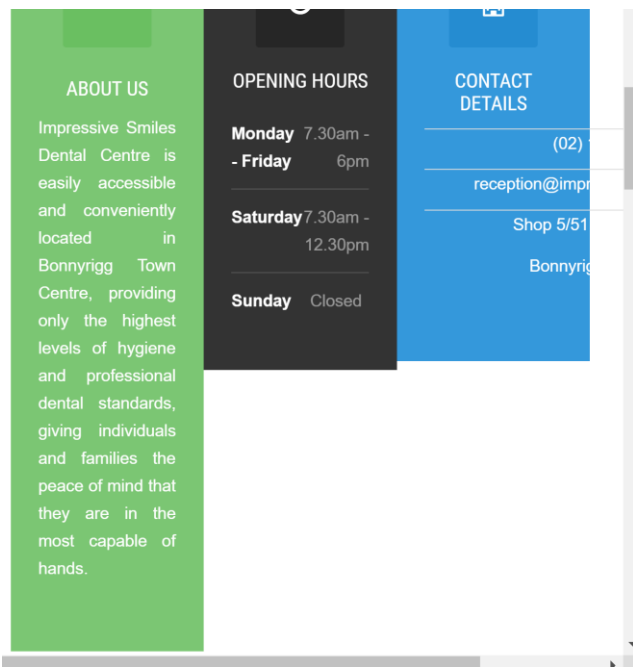 ABOUT US
Impressive Smiles
Dental Centre is
easily accessible
and conveniently
located in
Bonnyrigg Town
Centre, providing
only the highest
levels of hygiene
and professional
dental standards,
giving individuals
and families the
peace of mind that
they are in the
most capable of
hands.
OPENING HOURS
Monday 7.30am -
- Friday 6pm
Saturday 7.30am -
12.30pm
Sunday Closed
CONTACT
DETAILS
(02)
reception@impr
Shop 5/51
Bonnyrig